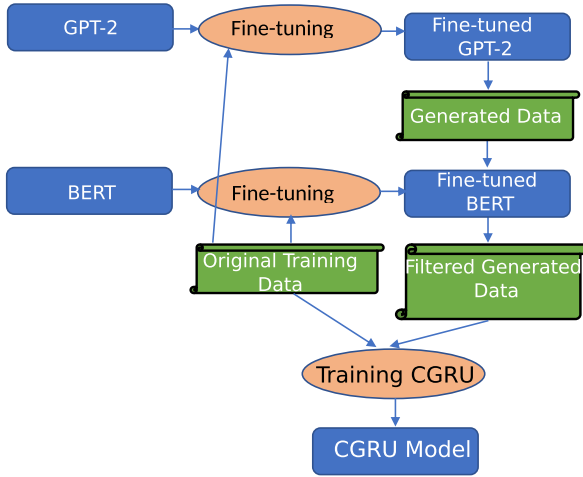 GPT-2
Fine-tuning
Fine-tuned
GPT-2
Generated Data
BERT
Fine-tuning
Fine-tuned
BERT
Original Training
Data
Filtered Generated
Data
Training CGRU
CGRU Model